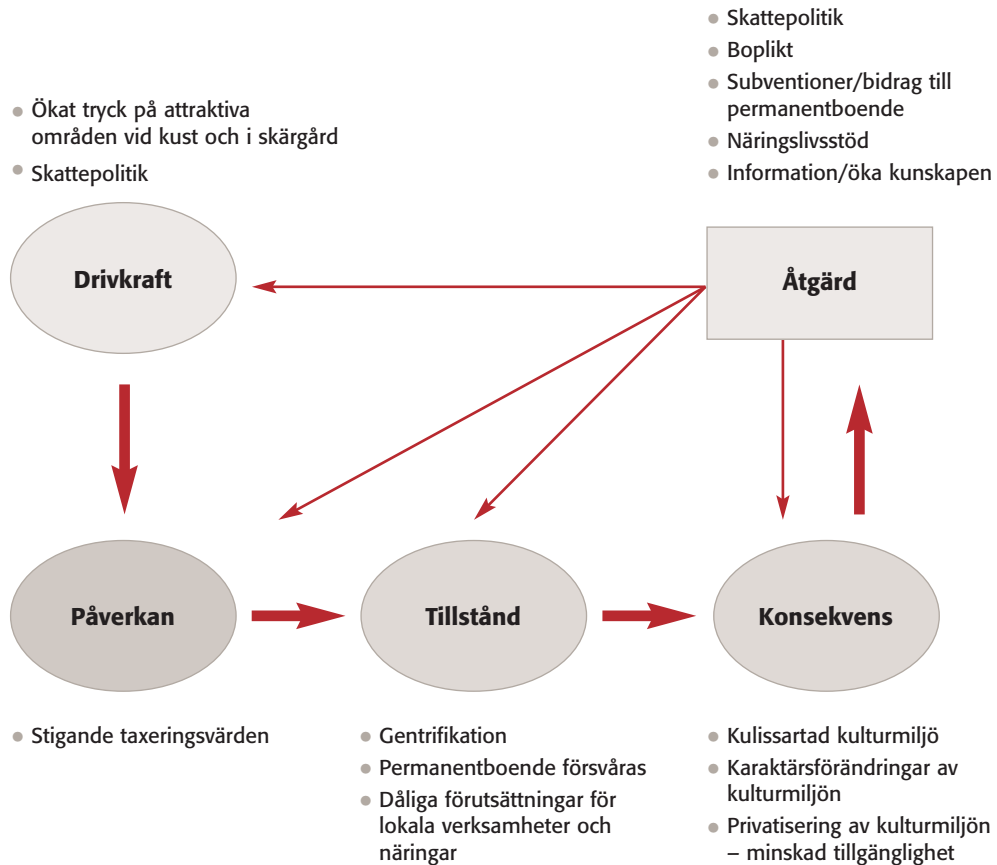 • Skattepolitik
• Boplikt
• Subventioner/bidrag till
permanentboende
• Näringslivsstöd
• Information/öka kunskapen
• Ökat tryck på attraktiva
områden vid kust och i skärgård
• Skattepolitik
Drivkraft
Åtgärd
Påverkan
Tillstånd
Konsekvens
• Stigande taxeringsvärden
• Gentrifikation
• Permanentboende försvåras
• Dåliga förutsättningar för
lokala verksamheter och
näringar
• Kulissartad kulturmiljö
• Karaktärsförändringar av
kulturmiljön
• Privatisering av kulturmiljön
– minskad tillgänglighet